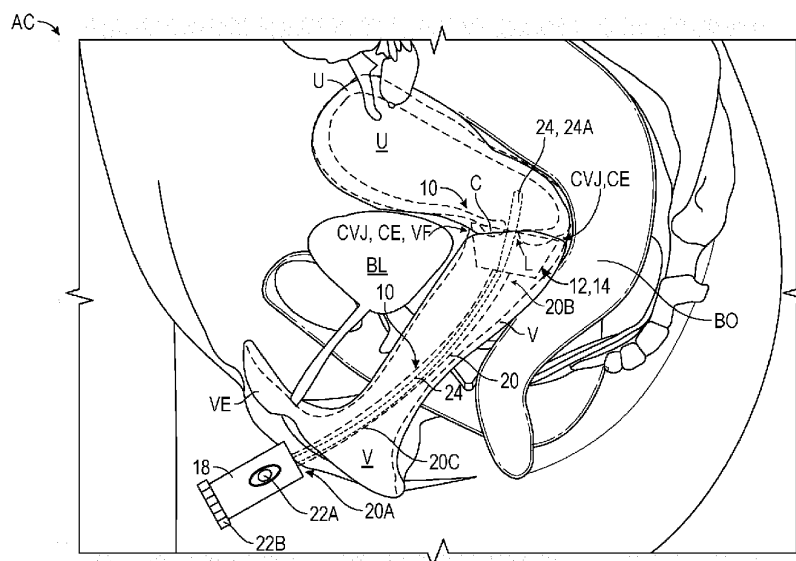 AC
U
U
24, 24A
10
C
CVJ,CE
CVJ, CE, VF
BL
L
12,14
10
20B
BO
V
20
VE
24
18
V
20C
22A
20A
22B